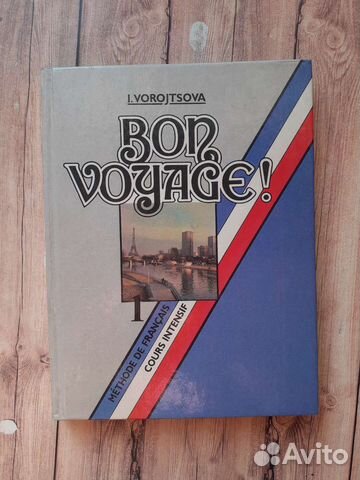 I.VOROJTSOVA
BON
VOYAGE!
1
MÉTHODE DE FRANÇAIS
COURS INTENSIF
Avito